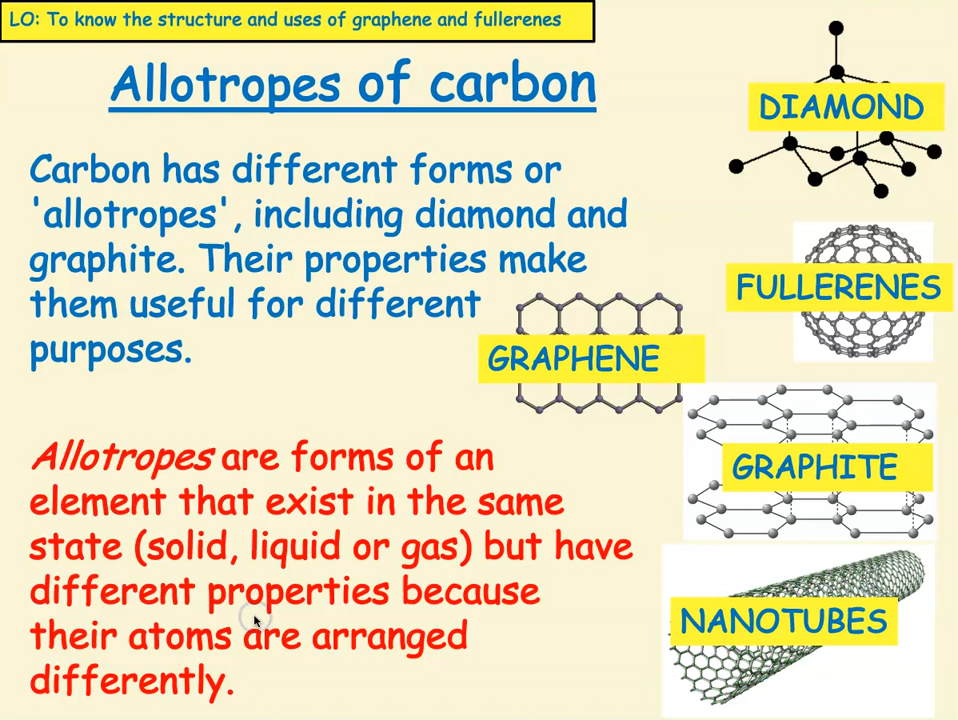 LO: To know the structure and uses of graphene and fullerenes
Allotropes of carbon
Carbon has different forms or
'allotropes', including diamond and
graphite. Their properties make
them useful for different
purposes.
Allotropes are forms of an
element that exist in the same
state (solid, liquid or gas) but have
different properties because
their atoms are arranged
differently.
DIAMOND
FULLERENES
GRAPHENE
GRAPHITE
NANOTUBES